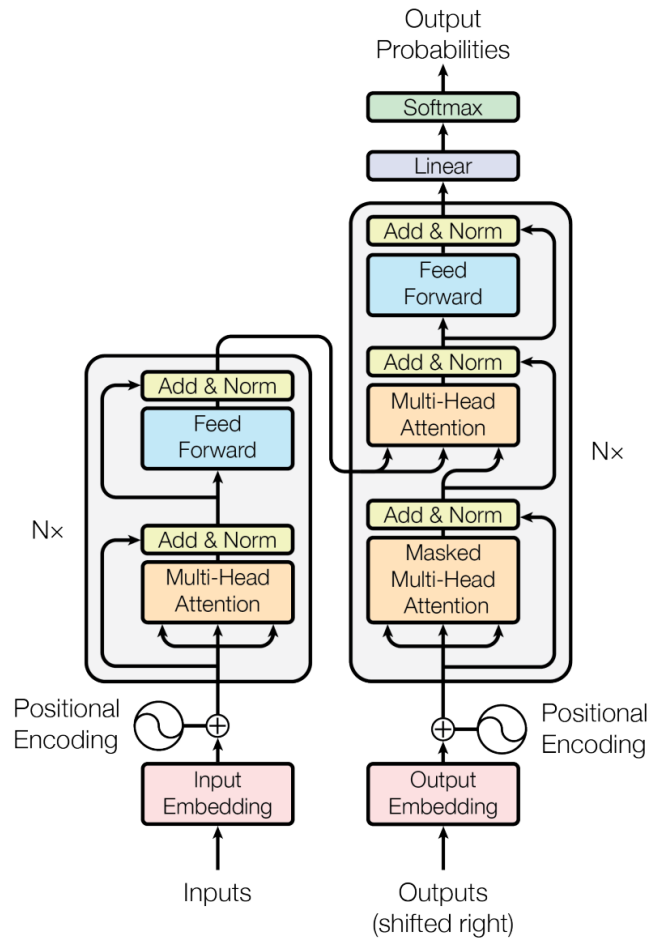 Output
Probabilities
Softmax
Linear
Add & Norm
Feed
Forward
Add & Norm
Multi-Head
Attention
Add & Norm
Masked
Multi-Head
Attention
Nx
Add & Norm
Feed
Forward
Add & Norm
Multi-Head
Attention
Nx
Positional
Encoding
Positional
Encoding
Input
Embedding
Output
Embedding
Inputs
Outputs
(shifted right)